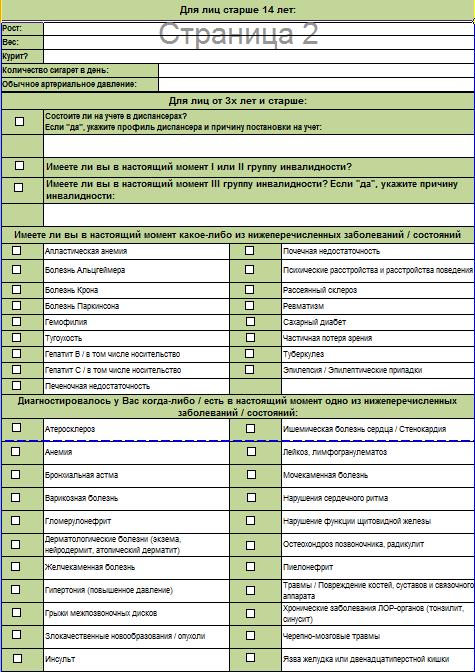 Для лиц старше 14 лет:
Рост:
Страница 2
Вес:
Курит?
Количество сигарет в день:
Обычное артериальное давление:
Для лиц от 3х лет и старше:
Состоите ли на учете в диспансерах?
Если "да", укажите профиль диспансера и причину постановки на учет:
Имеете ли вы в настоящий момент I или II группу инвалидности?
Имеете ли вы в настоящий момент III группу инвалидности? Если "да", укажите причину
инвалидности:
Имеете ли вы в настоящий момент какое-либо из нижеперечисленных заболеваний / состояний
Апластическая анемия
Почечная недостаточность
Болезнь Альцгеймера
Психические расстройства и расстройства поведения
Болезнь Крона
Рассеянный склероз
Болезнь Паркинсона
Ревматизм
Гемофилия
Сахарный диабет
Тугоухость
Частичная потеря зрения
Гепатит В / в том числе носительство
Туберкулез
Гепатит С / в том числе носительство
Эпилепсия / Эпилептические припадки
Печеночная недостаточность
Диагностировалось у Вас когда-либо / есть в настоящий момент одно из нижеперечисленных
заболеваний / состояний:
Атеросклероз
Ишемическая болезнь сердца / Стенокардия
Анемия
Лейкоз, лимфогранулематоз
Бронхиальная астма
Мочекаменная болезнь
Варикозная болезнь
Нарушения сердечного ритма
Гломерулонефрит
Нарушение функции щитовидной железы
Дерматологические болезни (экзема,
нейродермит, атопический дерматит)
Остеохондроз позвоночника, радикулит
Желчекаменная болезнь
Пиелонефрит
Гипертония (повышенное давление)
Травмы / Повреждение костей, суставов и связочного
аппарата
Грыжи межпозвоночных дисков
Хронические заболевания ЛОР-органов (тонзилит,
синусит)
Злокачественные новообразования / опухоли
Черепно-мозговые травмы
Инсульт
Язва желудка или двенадцатиперстной кишки